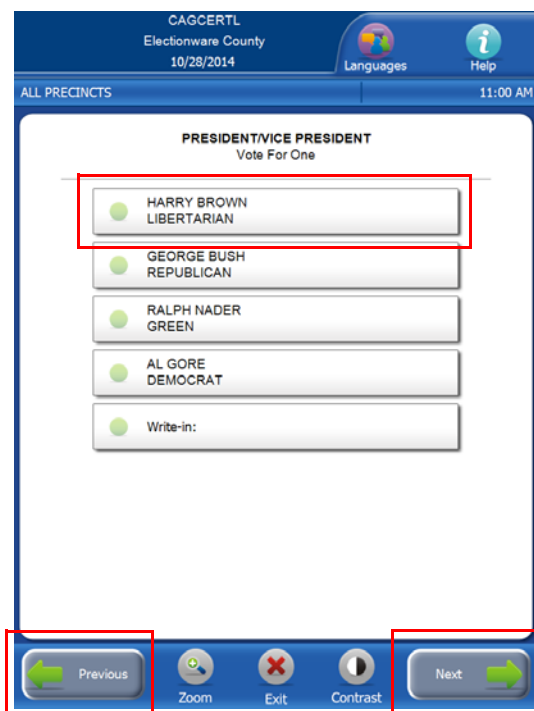 CAGCERTL
Electionware County
10/28/2014
Languages
Help
ALL PRECINCTS
11:00 AM
PRESIDENT/VICE PRESIDENT
Vote For One
HARRY BROWN
LIBERTARIAN
GEORGE BUSH
REPUBLICAN
RALPH NADER
GREEN
AL GORE
DEMOCRAT
Write-in:
Previous
Zoom
Exit
Contrast
Next